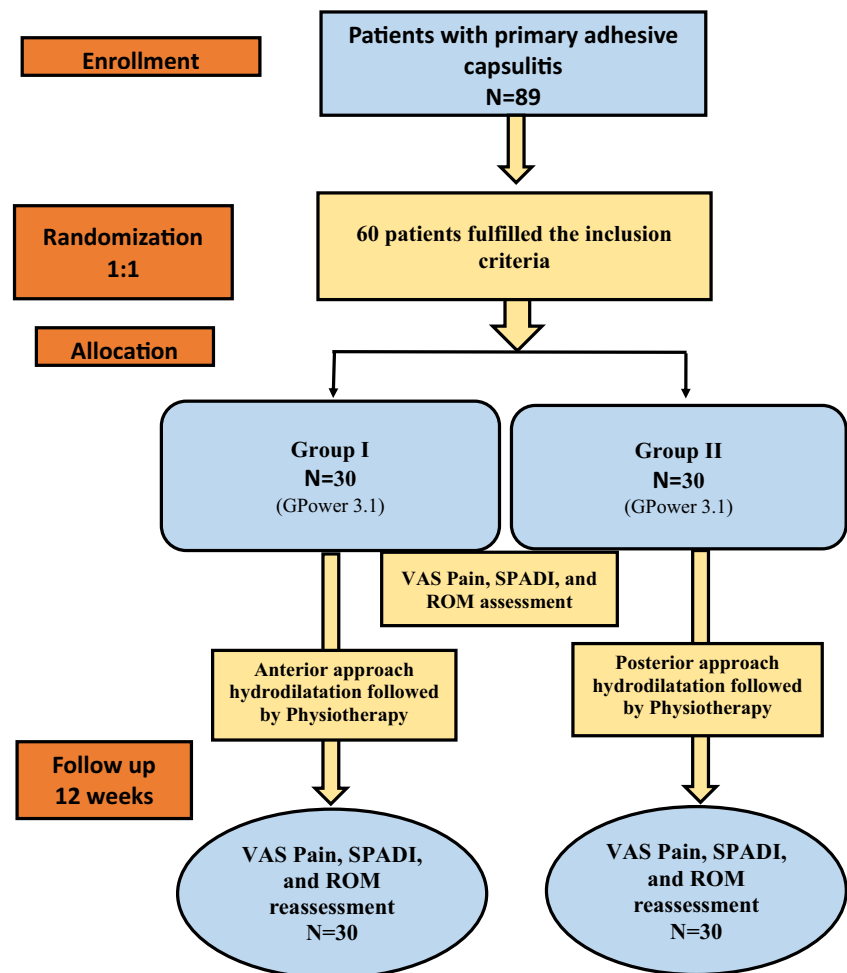 Enrollment
Patients with primary adhesive
capsulitis
N=89
Randomization
1:1
60 patients fulfilled the inclusion
criteria
Allocation
Group I
N=30
(GPower 3.1)
Group II
N=30
(GPower 3.1)
VAS Pain, SPADI, and
ROM assessment
Anterior approach
hydrodilatation followed
by Physiotherapy
Posterior approach
hydrodilatation followed
by Physiotherapy
Follow up
12 weeks
VAS Pain, SPADI,
and ROM
reassessment
N=30
VAS Pain, SPADI,
and ROM
reassessment
N=30